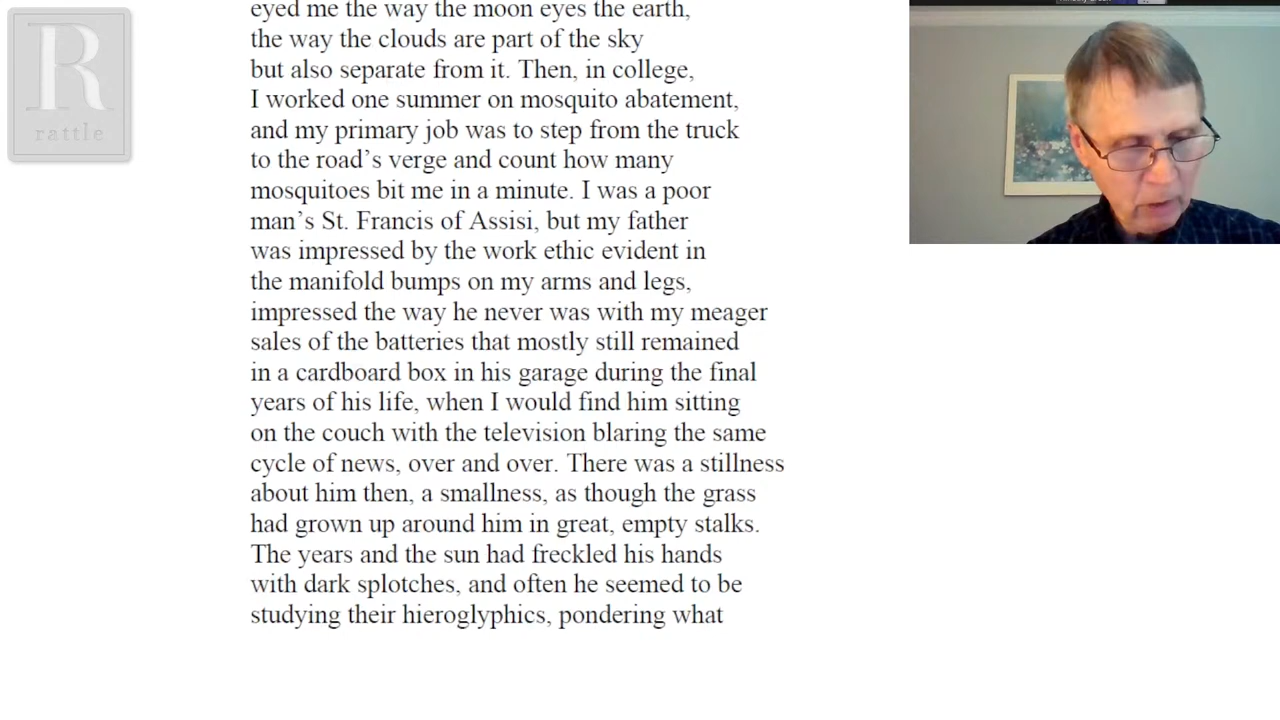 R
rattle
eyed me the way the moon eyes the earth,
the way the clouds are part of the sky
but also separate from it. Then, in college,
I worked one summer on mosquito abatement,
and my primary job was to step from the truck
to the road’s verge and count how many
mosquitoes bit me in a minute. I was a poor
man’s St. Francis of Assisi, but my father
was impressed by the work ethic evident in
the manifold bumps on my arms and legs,
impressed the way he never was with my meager
sales of the batteries that mostly still remained
in a cardboard box in his garage during the final
years of his life, when I would find him sitting
on the couch with the television blaring the same
cycle of news, over and over. There was a stillness
about him then, a smallness, as though the grass
had grown up around him in great, empty stalks.
The years and the sun had freckled his hands
with dark splotches, and often he seemed to be
studying their hieroglyphics, pondering what